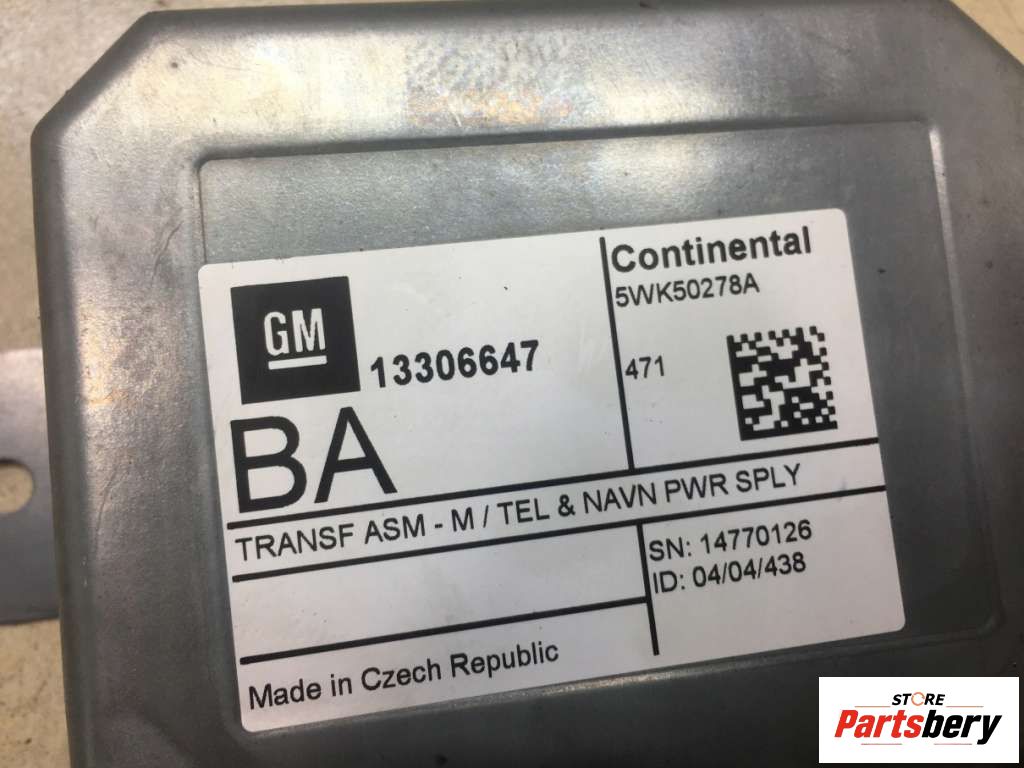 GM
13306647
BA
Continental
5WK50278A
471
TRANSF ASM - M / TEL & NAVN PWR SPLY
SN: 14770126
ID: 04/04/438
Made in Czech Republic
STORE
Partsbery